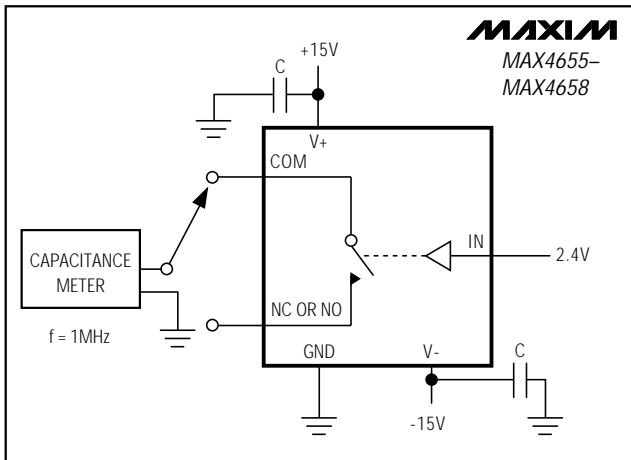 MAXIM
MAX4655–
MAX4658
+15V
C
V+
COM
IN
2.4V
CAPACITANCE
METER
NC OR NO
f = 1MHz
GND
V-
C
-15V